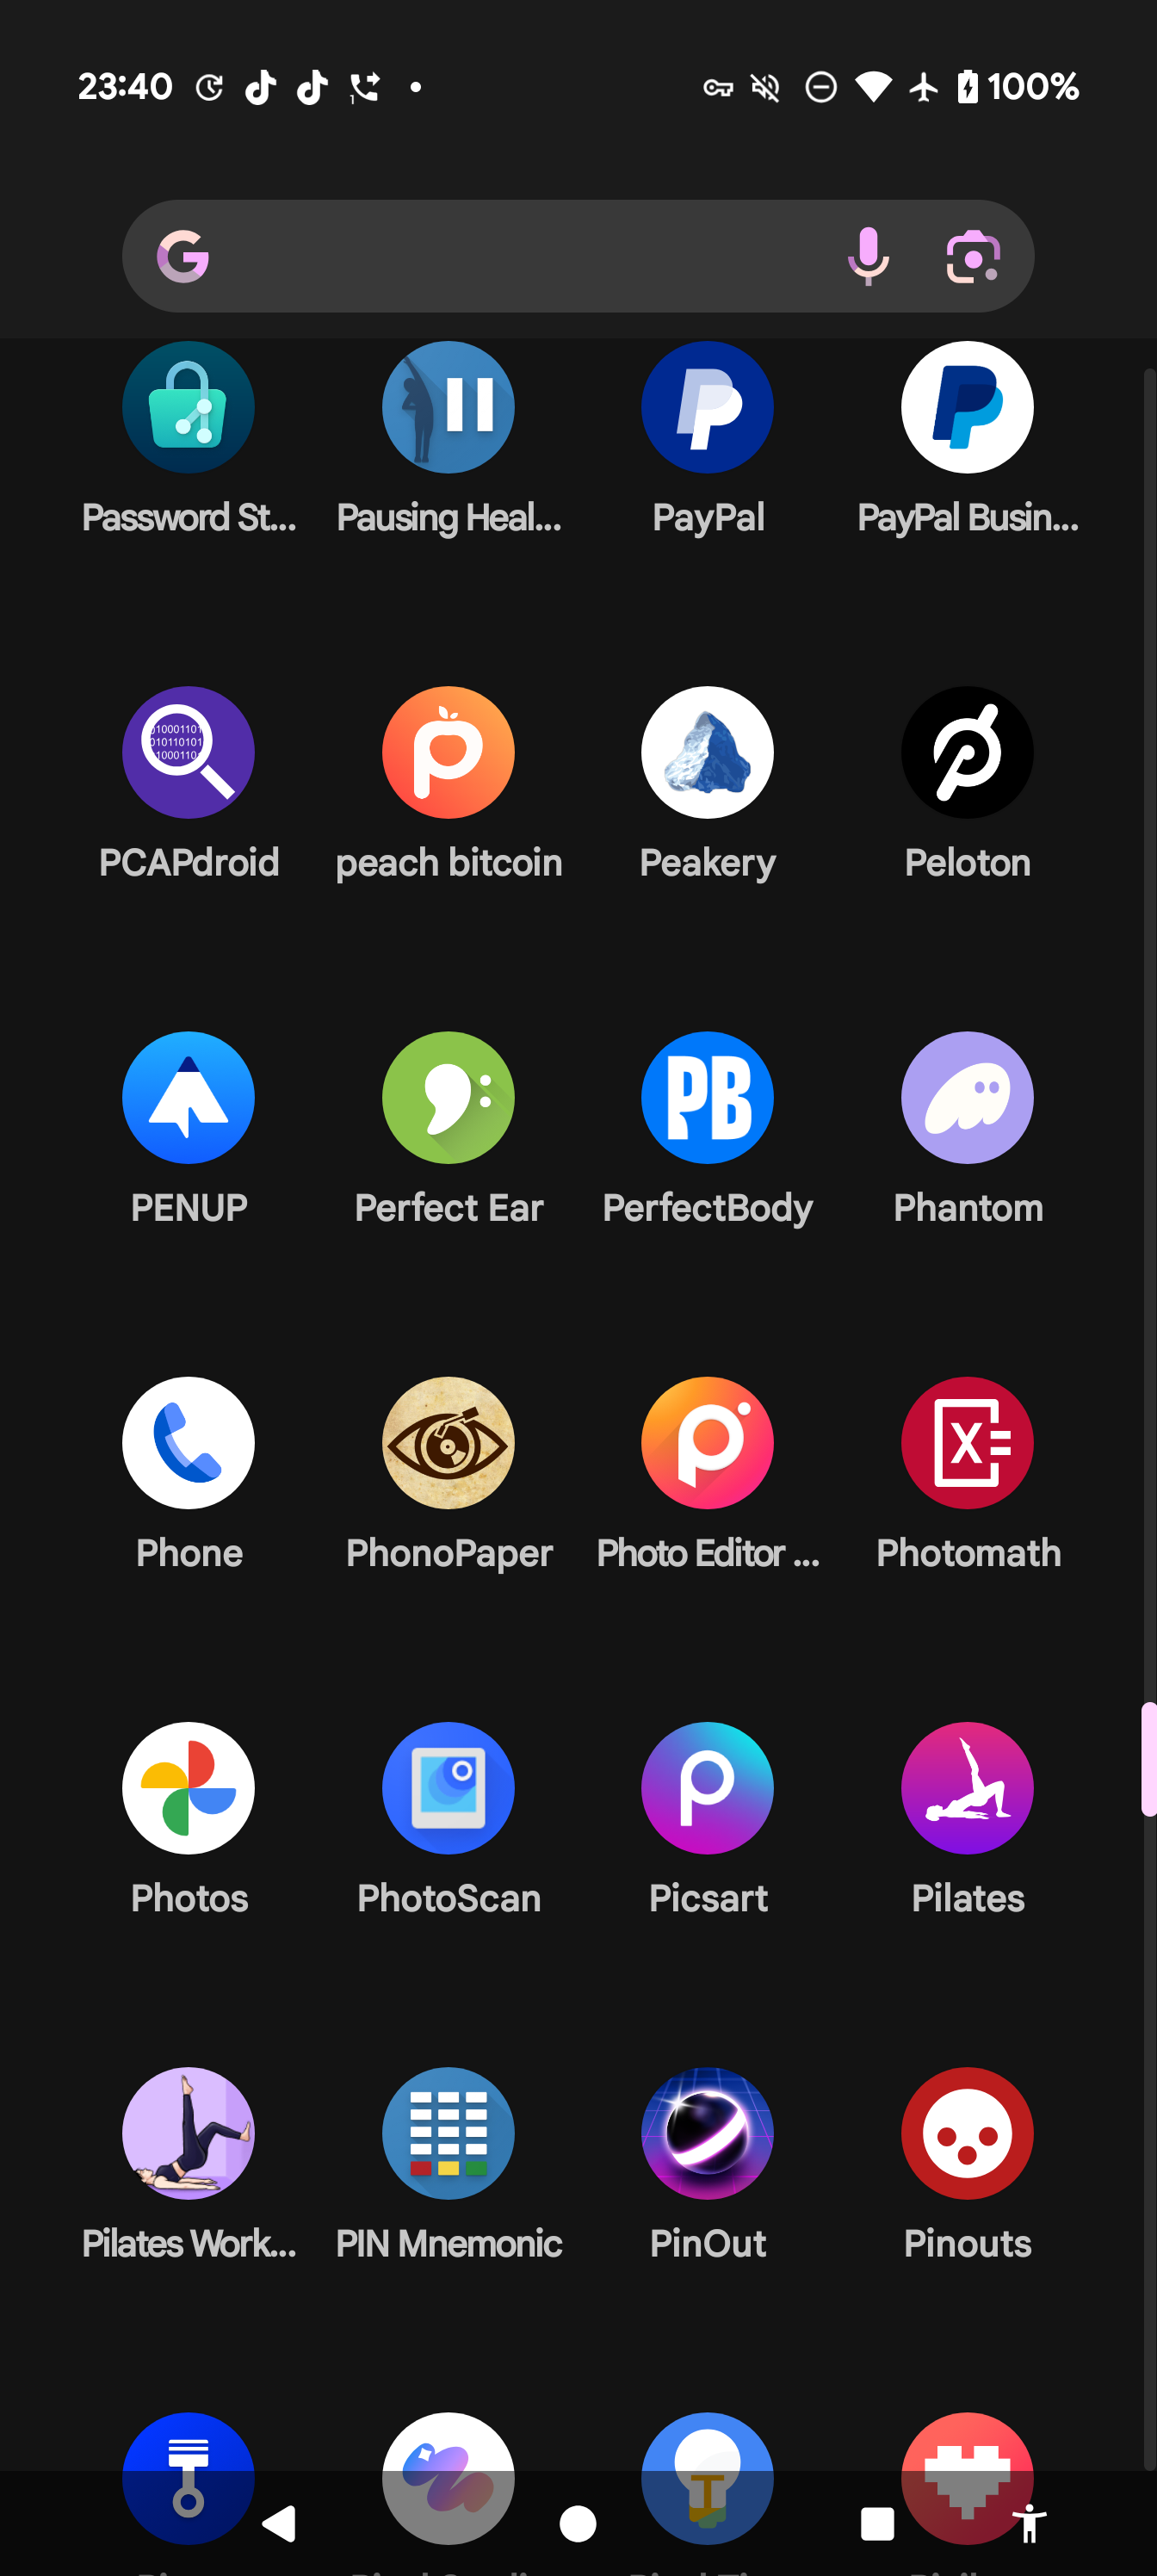 23:40 1 100%
Password St... Pausing Heal... PayPal PayPal Busin...
PCAPdroid peach bitcoin Peakery Peloton
PENUP Perfect Ear PerfectBody Phantom
Phone PhonoPaper Photo Editor ... Photomath
Photos PhotoScan Picsart Pilates
Pilates Work... PIN Mnemonic PinOut Pinouts